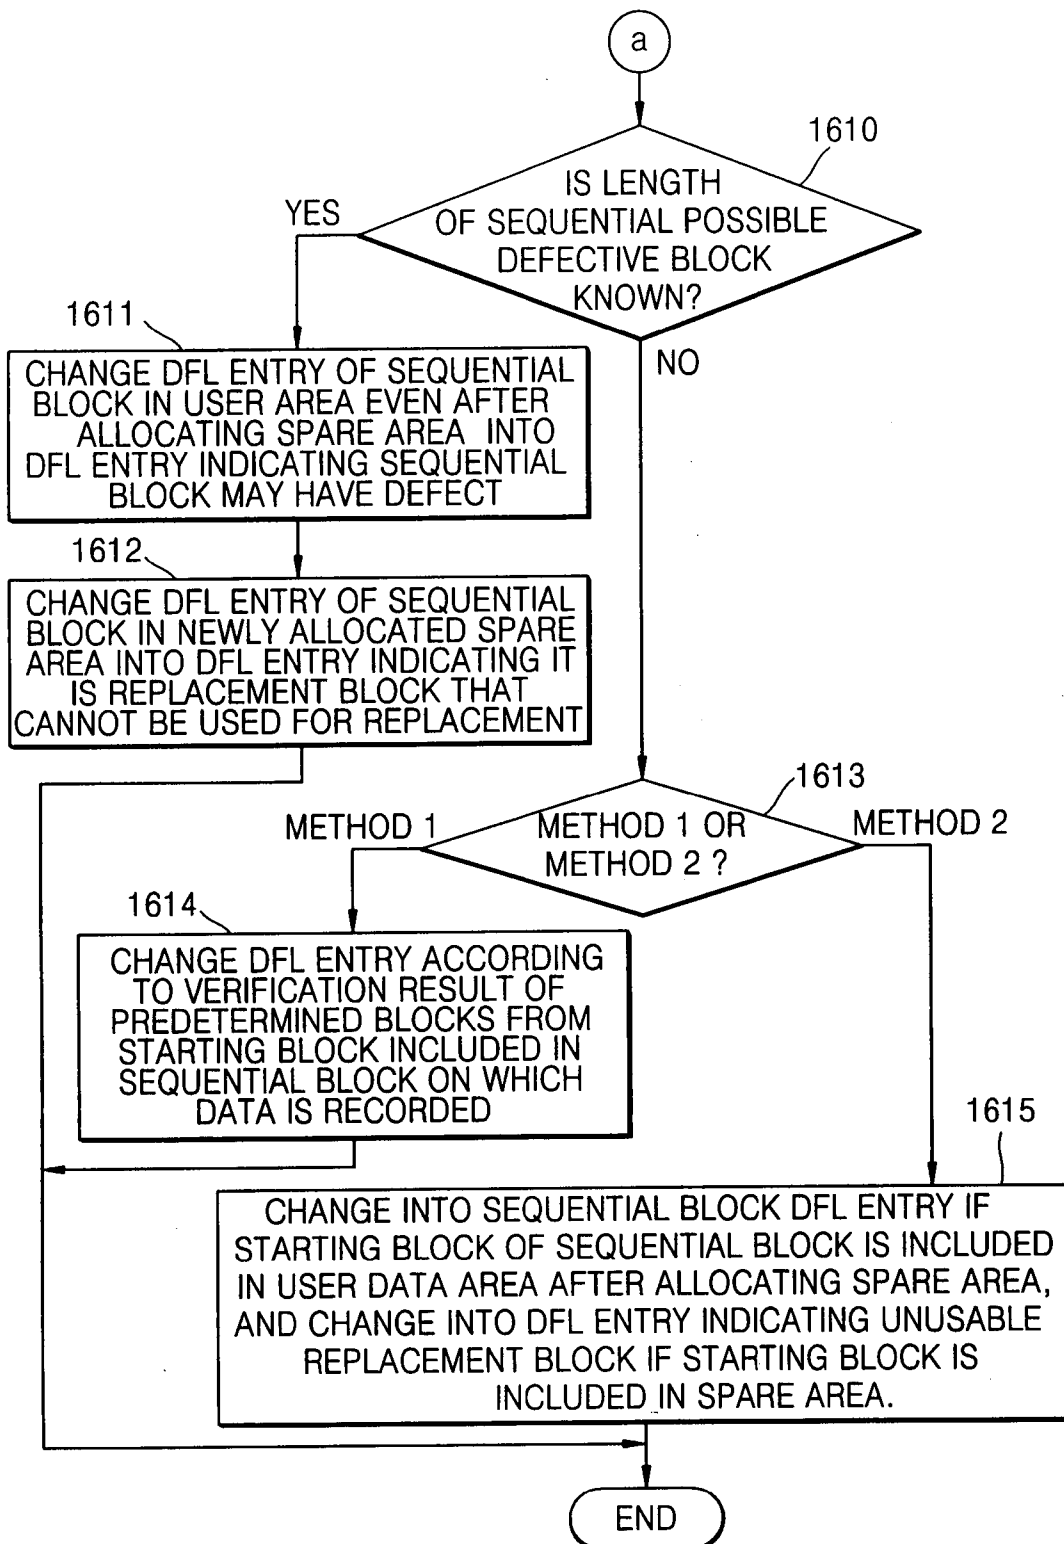 a
1610
IS LENGTH
OF SEQUENTIAL POSSIBLE
DEFECTIVE BLOCK
KNOWN?
YES
NO
1611
CHANGE DFL ENTRY OF SEQUENTIAL
BLOCK IN USER AREA EVEN AFTER
ALLOCATING SPARE AREA INTO
DFL ENTRY INDICATING SEQUENTIAL
BLOCK MAY HAVE DEFECT
1612
CHANGE DFL ENTRY OF SEQUENTIAL
BLOCK IN NEWLY ALLOCATED SPARE
AREA INTO DFL ENTRY INDICATING IT
IS REPLACEMENT BLOCK THAT
CANNOT BE USED FOR REPLACEMENT
1613
METHOD 1
METHOD 1 OR
METHOD 2 ?
METHOD 2
1614
CHANGE DFL ENTRY ACCORDING
TO VERIFICATION RESULT OF
PREDETERMINED BLOCKS FROM
STARTING BLOCK INCLUDED IN
SEQUENTIAL BLOCK ON WHICH
DATA IS RECORDED
1615
CHANGE INTO SEQUENTIAL BLOCK DFL ENTRY IF
STARTING BLOCK OF SEQUENTIAL BLOCK IS INCLUDED
IN USER DATA AREA AFTER ALLOCATING SPARE AREA,
AND CHANGE INTO DFL ENTRY INDICATING UNUSABLE
REPLACEMENT BLOCK IF STARTING BLOCK IS
INCLUDED IN SPARE AREA.
END